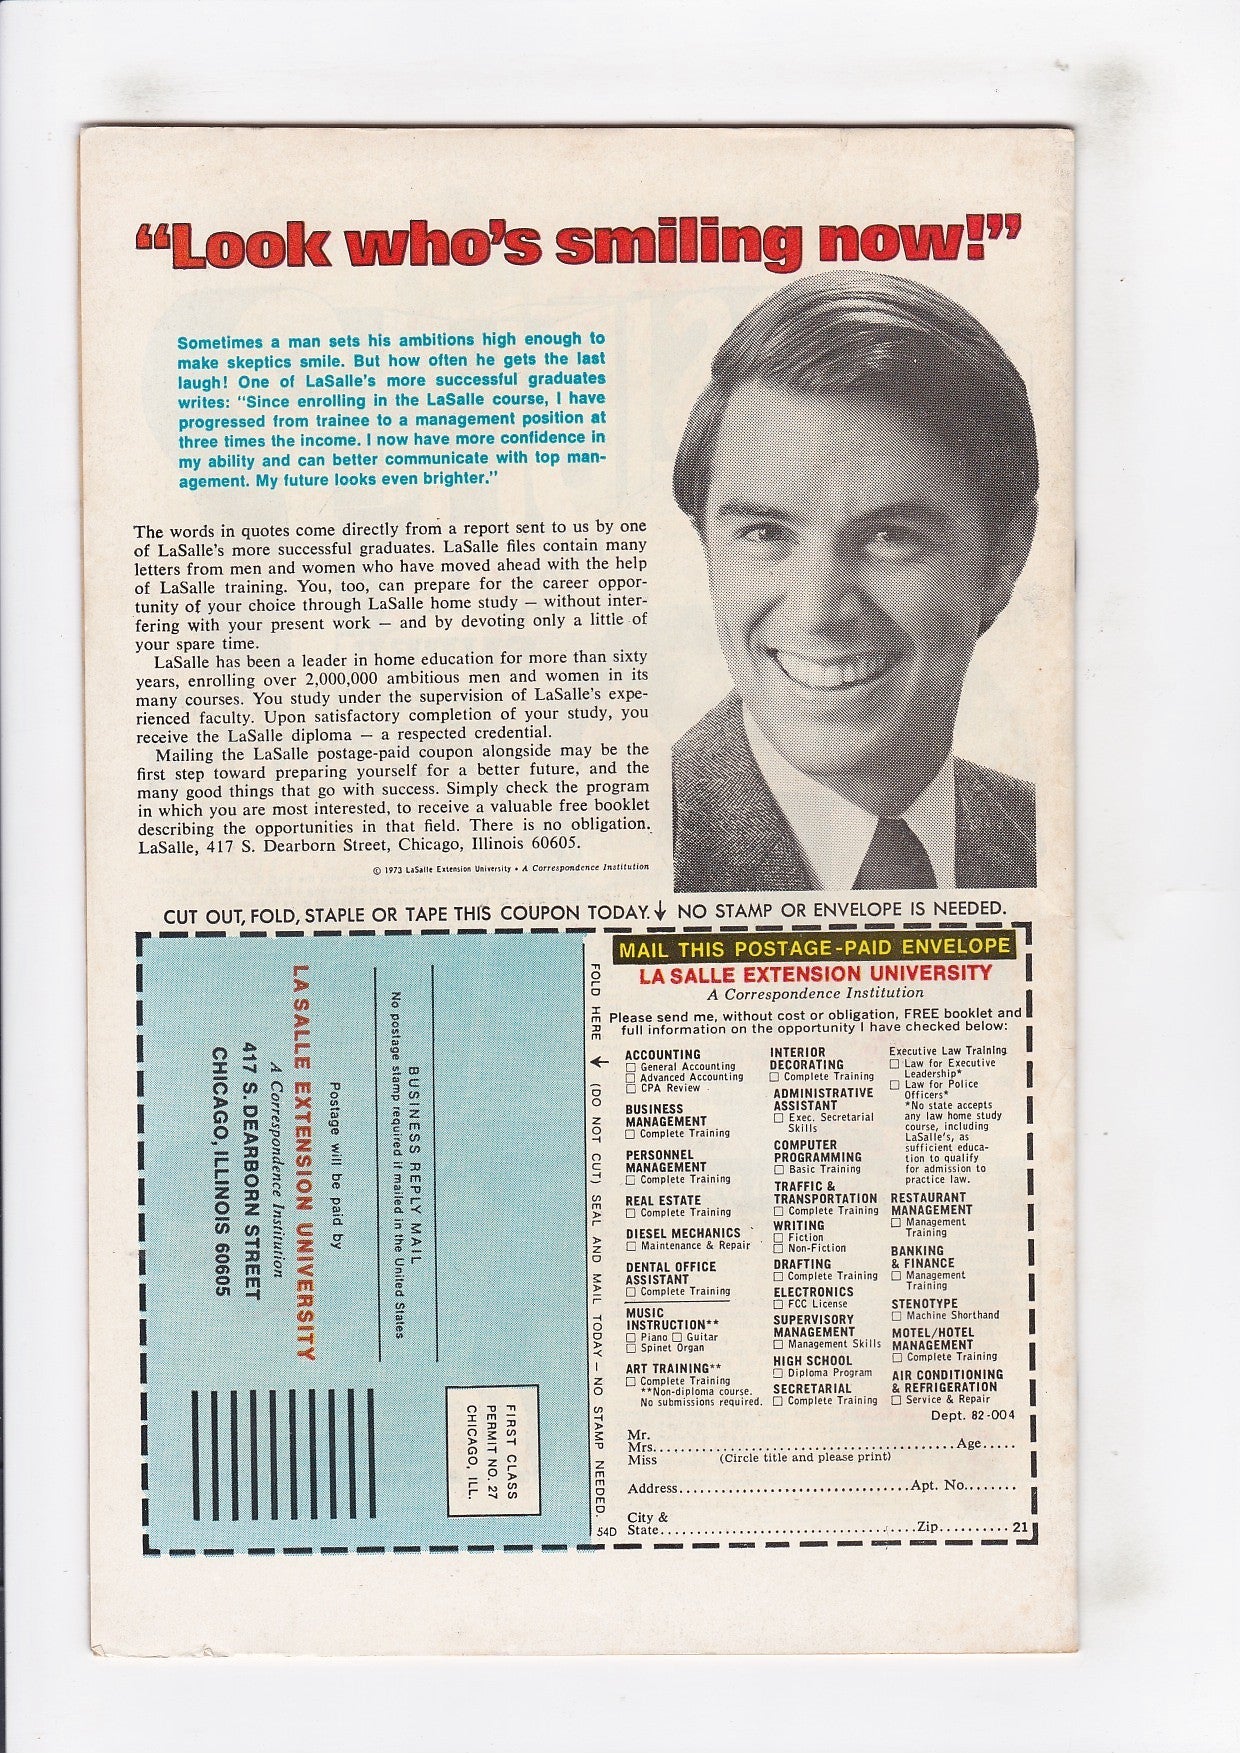 “Look who's smiling now!”
Sometimes a man sets his ambitions high enough to
make skeptics smile. But how often he gets the last
laugh! One of LaSalle's more successful graduates
writes: "Since enrolling in the LaSalle course, I have
progressed from trainee to a management position at
three times the income. I now have more confidence in
my ability and can better communicate with top man-
agement. My future looks even brighter."
The words in quotes come directly from a report sent to us by one
of LaSalle's more successful graduates. LaSalle files contain many
letters from men and women who have moved ahead with the help
of LaSalle training. You, too, can prepare for the career oppor-
tunity of your choice through LaSalle home study — without inter-
fering with your present work — and by devoting only a little of
your spare time.
LaSalle has been a leader in home education for more than sixty
years, enrolling over 2,000,000 ambitious men and women in its
many courses. You study under the supervision of LaSalle's expe-
rienced faculty. Upon satisfactory completion of your study, you
receive the LaSalle diploma — a respected credential.
Mailing the LaSalle postage-paid coupon alongside may be the
first step toward preparing yourself for a better future, and the
many good things that go with success. Simply check the program
in which you are most interested, to receive a valuable free booklet
describing the opportunities in that field. There is no obligation.
LaSalle, 417 S. Dearborn Street, Chicago, Illinois 60605.
© 1973 LaSalle Extension University • A Correspondence Institution
CUT OUT, FOLD, STAPLE OR TAPE THIS COUPON TODAY.↓ NO STAMP OR ENVELOPE IS NEEDED.
FIRST CLASS
PERMIT NO. 27
CHICAGO, ILL.
BUSINESS REPLY MAIL
No postage stamp required if mailed in the United States
Postage will be paid by
LA SALLE EXTENSION UNIVERSITY
A Correspondence Institution
417 S. DEARBORN STREET
CHICAGO, ILLINOIS 60605
FOLD HERE ← (DO NOT CUT) SEAL AND MAIL TODAY — NO STAMP NEEDED.
54D
MAIL THIS POSTAGE-PAID ENVELOPE
LA SALLE EXTENSION UNIVERSITY
A Correspondence Institution
Please send me, without cost or obligation, FREE booklet and
full information on the opportunity I have checked below:
ACCOUNTING
☐ General Accounting
☐ Advanced Accounting
☐ CPA Review
BUSINESS
MANAGEMENT
☐ Complete Training
PERSONNEL
MANAGEMENT
☐ Complete Training
REAL ESTATE
☐ Complete Training
DIESEL MECHANICS
☐ Maintenance & Repair
DENTAL OFFICE
ASSISTANT
☐ Complete Training
MUSIC
INSTRUCTION**
☐ Piano ☐ Guitar
☐ Spinet Organ
ART TRAINING**
☐ Complete Training
**Non-diploma course.
No submissions required.
INTERIOR
DECORATING
☐ Complete Training
ADMINISTRATIVE
ASSISTANT
☐ Exec. Secretarial
Skills
COMPUTER
PROGRAMMING
☐ Basic Training
TRAFFIC &
TRANSPORTATION
☐ Complete Training
WRITING
☐ Fiction
☐ Non-Fiction
DRAFTING
☐ Complete Training
ELECTRONICS
☐ FCC License
SUPERVISORY
MANAGEMENT
☐ Management Skills
HIGH SCHOOL
☐ Diploma Program
SECRETARIAL
☐ Complete Training
Executive Law Training
☐ Law for Executive
Leadership*
☐ Law for Police
Officers*
*No state accepts
any law home study
course, including
LaSalle's, as
sufficient educa-
tion to qualify
for admission to
practice law.
RESTAURANT
MANAGEMENT
☐ Management
Training
BANKING
& FINANCE
☐ Management
Training
STENOTYPE
☐ Machine Shorthand
MOTEL/HOTEL
MANAGEMENT
☐ Complete Training
AIR CONDITIONING
& REFRIGERATION
☐ Service & Repair
Dept. 82-004
Mr.
Mrs. Age
Miss (Circle title and please print)
Address Apt. No.
City &
State Zip 21